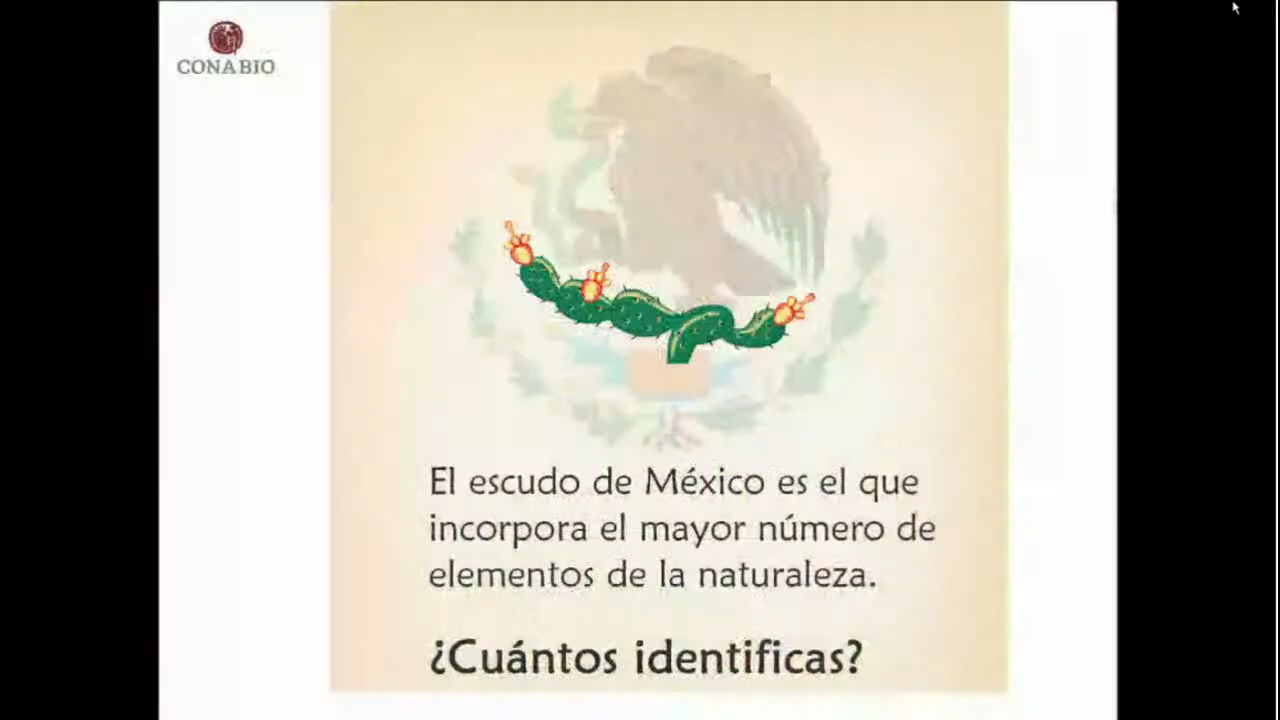 CONABIO
El escudo de México es el que
incorpora el mayor número de
elementos de la naturaleza.
¿Cuántos identificas?